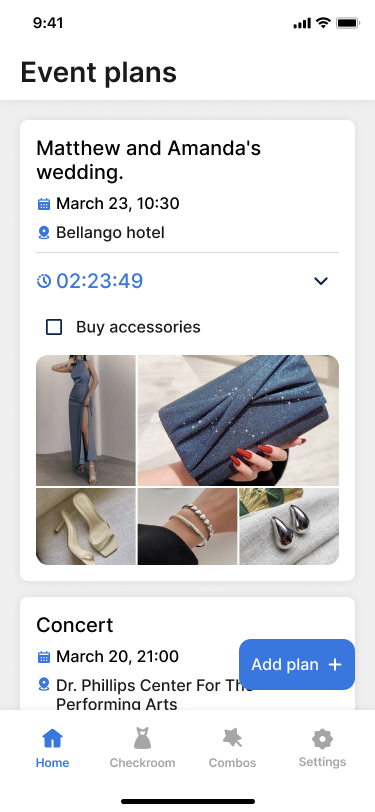 9:41
Event plans
Matthew and Amanda's
wedding.
March 23, 10:30
Bellango hotel
02:23:49
Buy accessories
Concert
March 20, 21:00
Add plan
Dr. Phillips Center For The
Performing Arts
Home
Checkroom
Combos
Settings